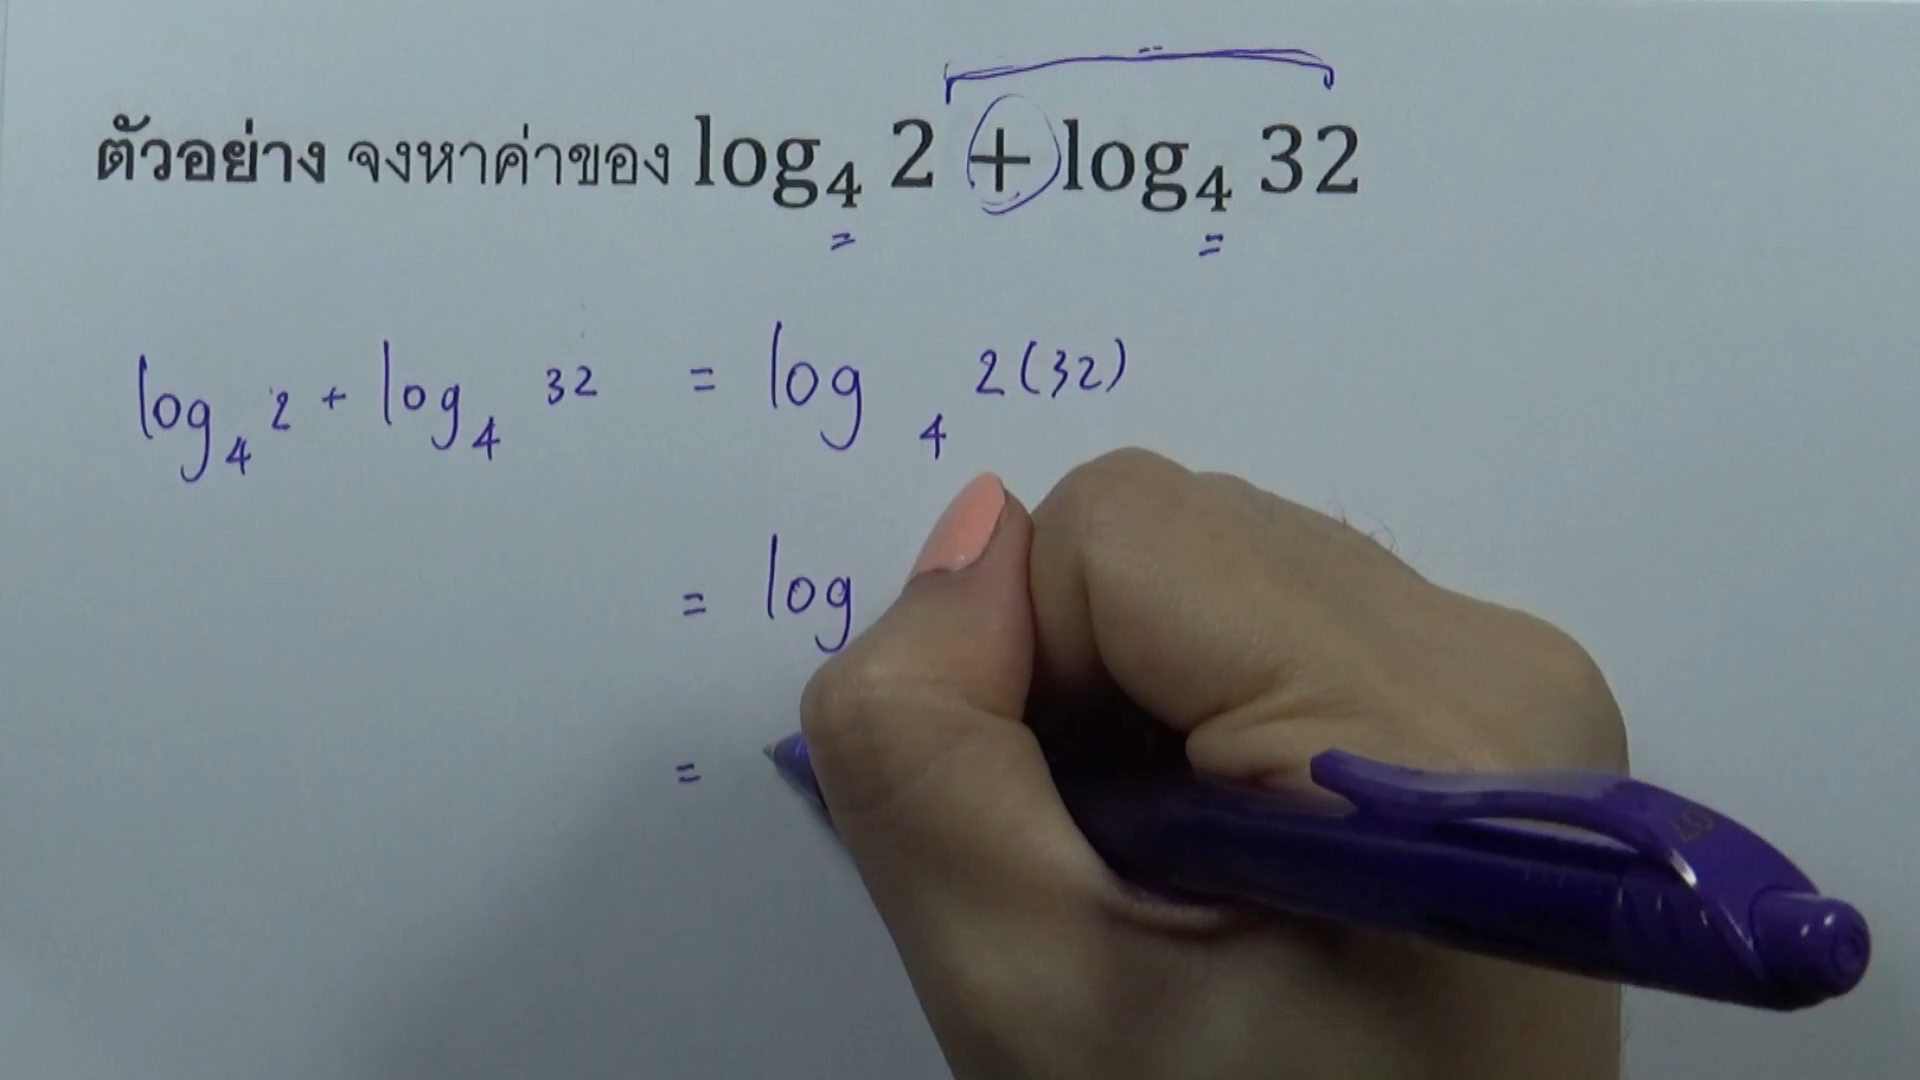 ตัวอย่าง จงหาค่าของ log₄ 2 + log₄ 32
log₄ 2 + log₄ 32 = log₄ 2(32)
= log
=